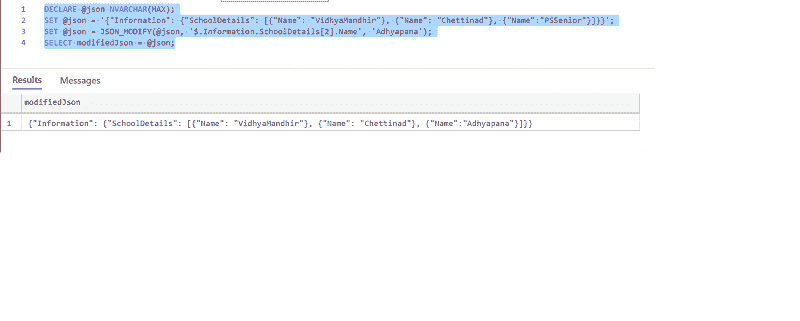 1 DECLARE @json NVARCHAR(MAX);
2 SET @json = '{"Information": {"SchoolDetails": [{"Name": "VidhyaMandhir"}, {"Name": "Chettinad"}, {"Name":"PSSenior"}]}}';
3 SET @json = JSON_MODIFY(@json, '$.Information.SchoolDetails[2].Name', 'Adhyapana');
4 SELECT modifiedJson = @json;
Results Messages
modifiedJson
1 {"Information": {"SchoolDetails": [{"Name": "VidhyaMandhir"}, {"Name": "Chettinad"}, {"Name":"Adhyapana"}]}}